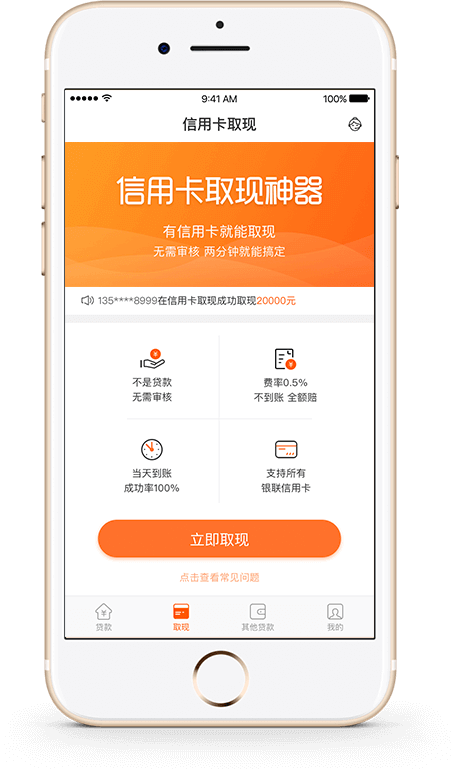 9:41 AM
100%
信用卡取现
信用卡取现神器
有信用卡就能取现
无需审核 两分钟就能搞定
135****8999在信用卡取现成功取现20000元
不是贷款
无需审核
费率0.5%
不到账 全额赔
当天到账
成功率100%
支持所有
银联信用卡
立即取现
点击查看常见问题
贷款
取现
其他贷款
我的